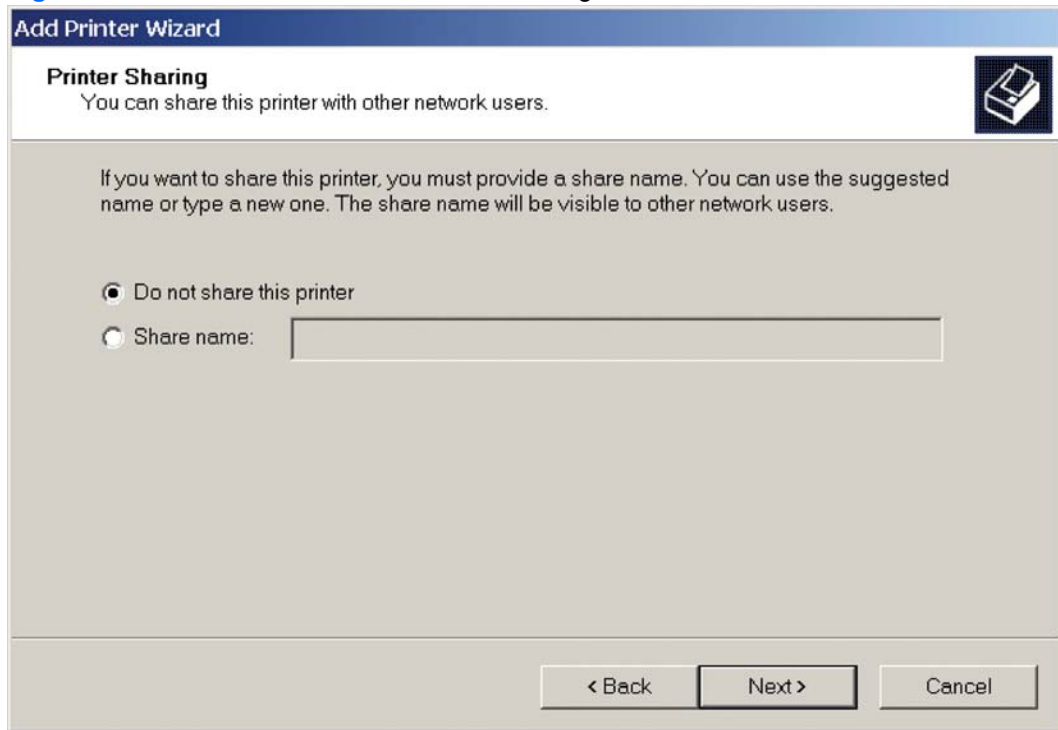 Add Printer Wizard
Printer Sharing
You can share this printer with other network users.
If you want to share this printer, you must provide a share name. You can use the suggested
name or type a new one. The share name will be visible to other network users.
Do not share this printer
Share name:
< Back
Next >
Cancel